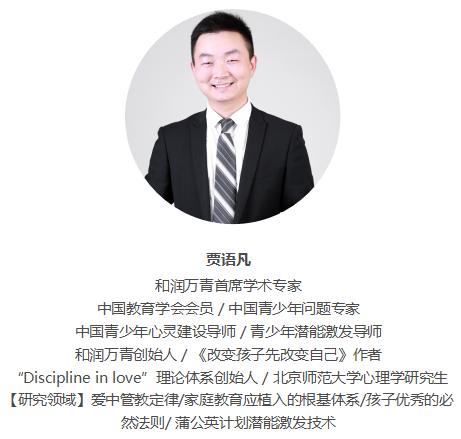 贾语凡
和润万青首席学术专家
中国教育学会会员 / 中国青少年问题专家
中国青少年心灵建设导师 / 青少年潜能激发导师
和润万青创始人 / 《改变孩子先改变自己》作者
“Discipline in love”理论体系创始人 / 北京师范大学心理学研究生
【研究领域】爱中管教定律/家庭教育应植入的根基体系/孩子优秀的必
然法则/ 蒲公英计划潜能激发技术